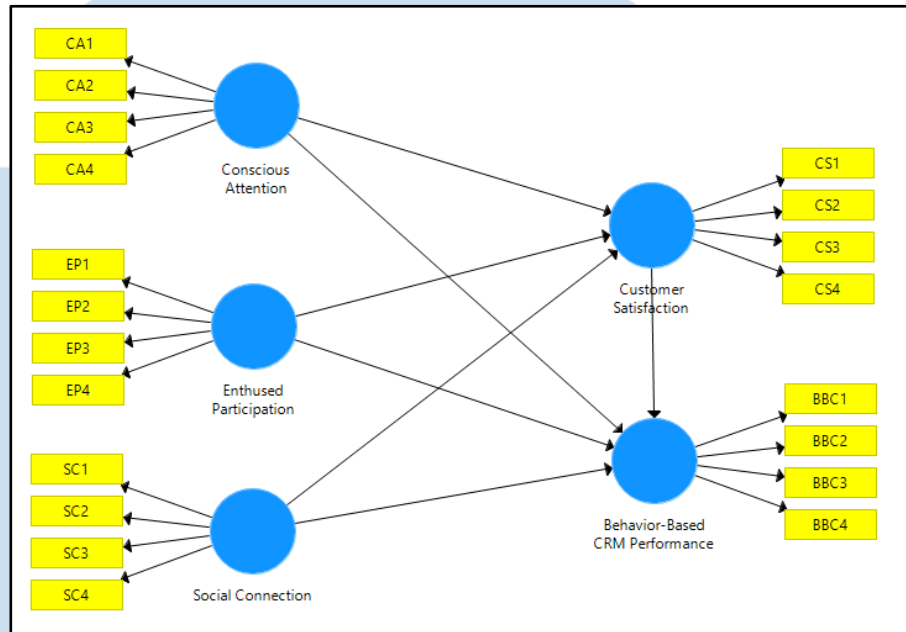 CA1
CA2
CA3
CA4
Conscious
Attention
EP1
EP2
EP3
EP4
Enthused
Participation
SC1
SC2
SC3
SC4
Social Connection
CS1
CS2
CS3
CS4
Customer
Satisfaction
BBC1
BBC2
BBC3
BBC4
Behavior-Based
CRM Performance